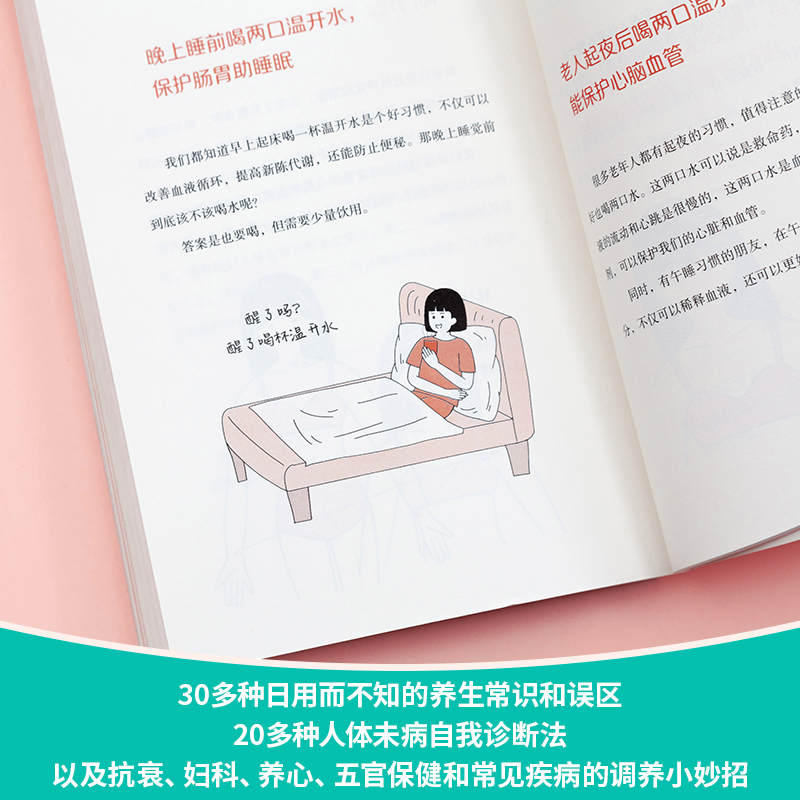 晚上睡前喝两口温开水，
保护肠胃助睡眠
我们都知道早上起床喝一杯温开水是个好习惯，不仅可以
改善血液循环，提高新陈代谢，还能防止便秘。那晚上睡觉前
到底该不该喝水呢？
答案是也要喝，但需要少量饮用。
醒了吗？
醒了喝杯温开水
老人起夜后喝两口温水
能保护心脑血管
很多老年人都有起夜的习惯，值得注意的
好也喝两口水。这两口水可以说是救命药，
液的流动和心跳是很慢的，这两口水是血
剂，可以保护我们的心脏和血管。
同时，有午睡习惯的朋友，在午
分，不仅可以稀释血液，还可以更好
30多种日用而不知的养生常识和误区
20多种人体未病自我诊断法
以及抗衰、妇科、养心、五官保健和常见疾病的调养小妙招